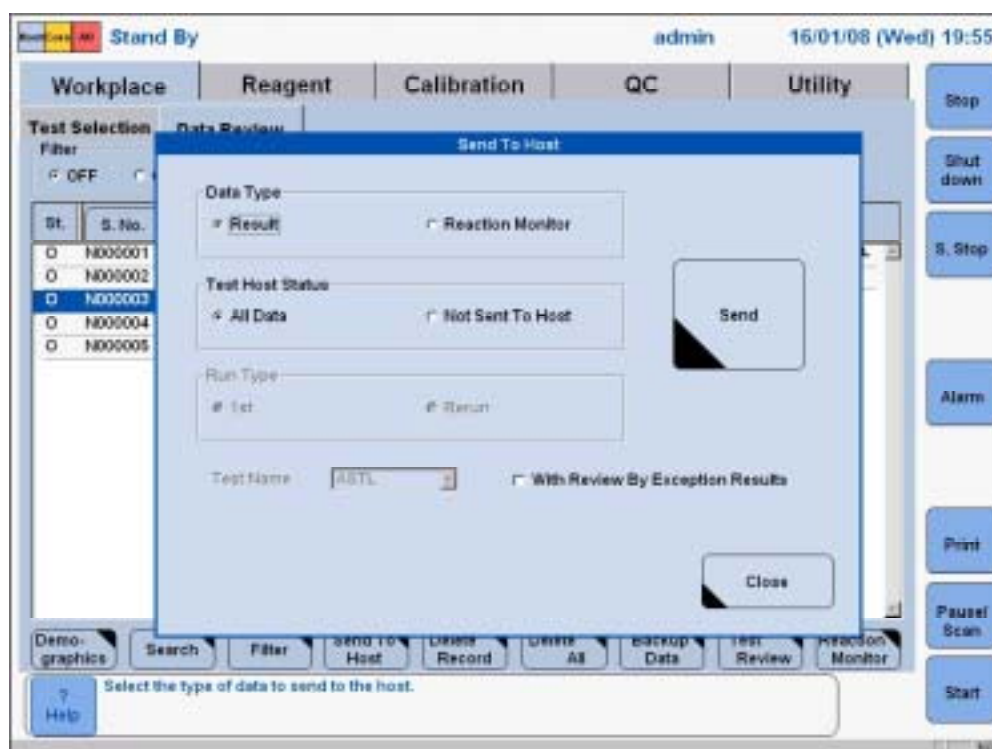 Stand By admin 16/01/08 (Wed) 19:55
Workplace Reagent Calibration QC Utility
Stop
Test Selection Data Review
Filter
OFF
Send To Host
Shut
down
Data Type
Result Reaction Monitor
St. S. No.
S. Stop
O N000001
O N000002
O N000003
O N000004
O N000005
Test Host Status
All Data Not Sent To Host
Send
Run Type
1st Rerun
Alarm
Test Name ASTL With Review By Exception Results
Print
Close
Pause/
Scan
Demo-
graphics
Search
Filter
Send To
Host
Delete
Record
Delete
All
Backup
Data
Test
Review
Reaction
Monitor
?
Help
Select the type of data to send to the host.
Start